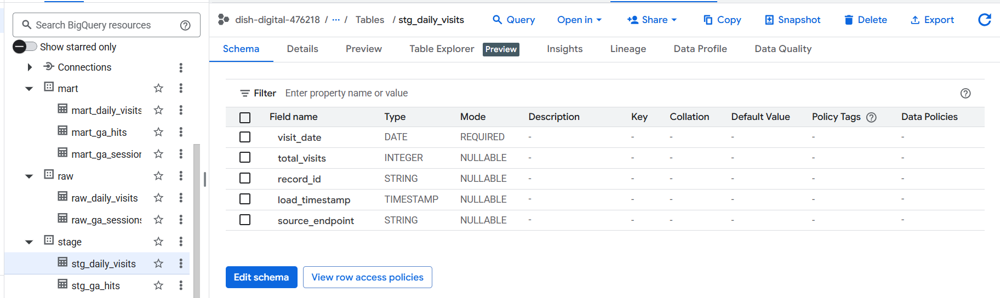 Search BigQuery resources
Show starred only
Connections
mart
mart_daily_visits
mart_ga_hits
mart_ga_session
raw
raw_daily_visits
raw_ga_sessions
stage
stg_daily_visits
stg_ga_hits
dish-digital-476218 / ··· / Tables / stg_daily_visits
Query Open in Share Copy Snapshot Delete Export
Schema Details Preview Table Explorer Preview Insights Lineage Data Profile Data Quality
Filter Enter property name or value
Field name Type Mode Description Key Collation Default Value Policy Tags Data Policies
visit_date DATE REQUIRED - - - - - -
total_visits INTEGER NULLABLE - - - - - -
record_id STRING NULLABLE - - - - - -
load_timestamp TIMESTAMP NULLABLE - - - - - -
source_endpoint STRING NULLABLE - - - - - -
Edit schema View row access policies